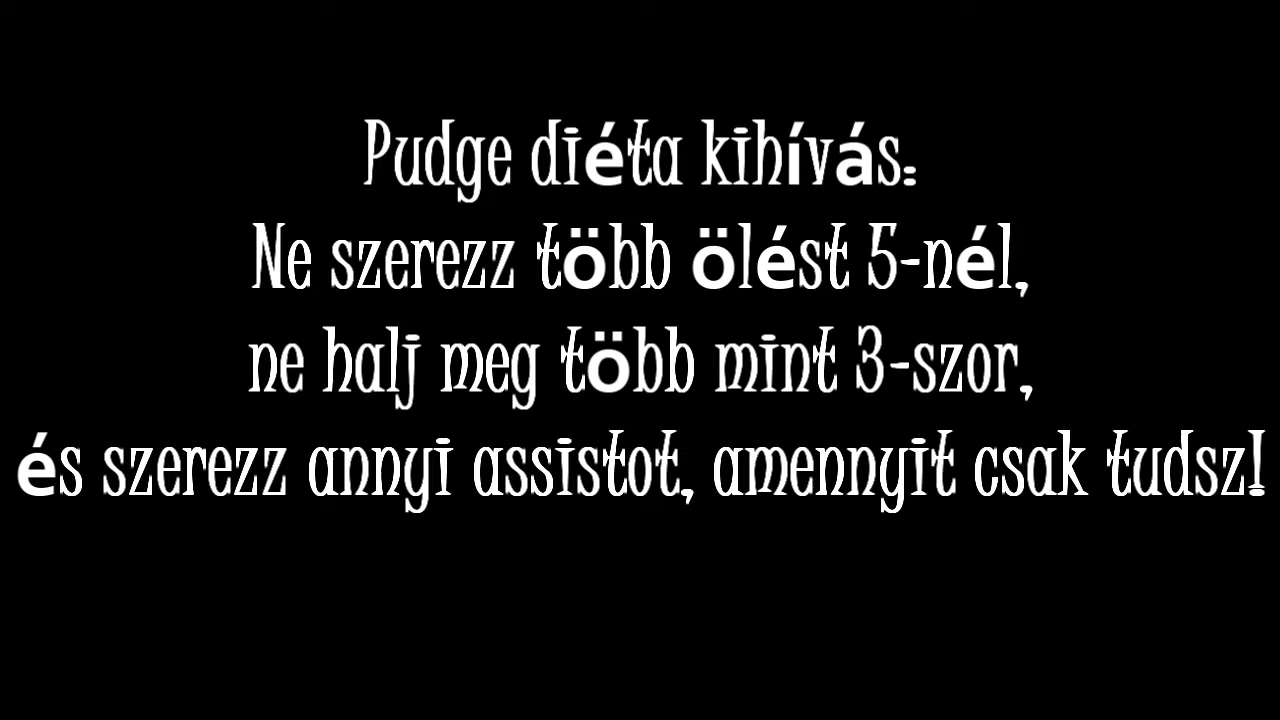 Pudge diéta kihívás:
Ne szerezz több ölést 5-nél,
ne halj meg több mint 3-szor,
és szerezz annyi assistot, amennyit csak tudsz!